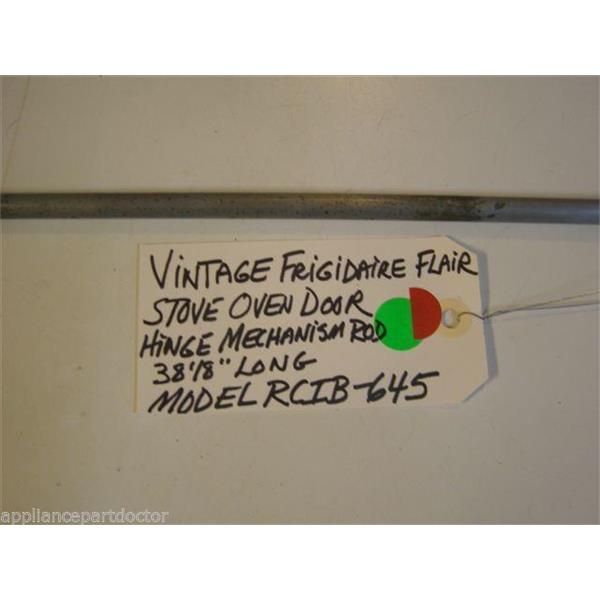 VINTAGE FRIGIDAIRE FLAIR
STOVE OVEN DOOR
HINGE MECHANISM ROD
38 1/8" LONG
MODEL RCIB-645
appliancepartdoctor